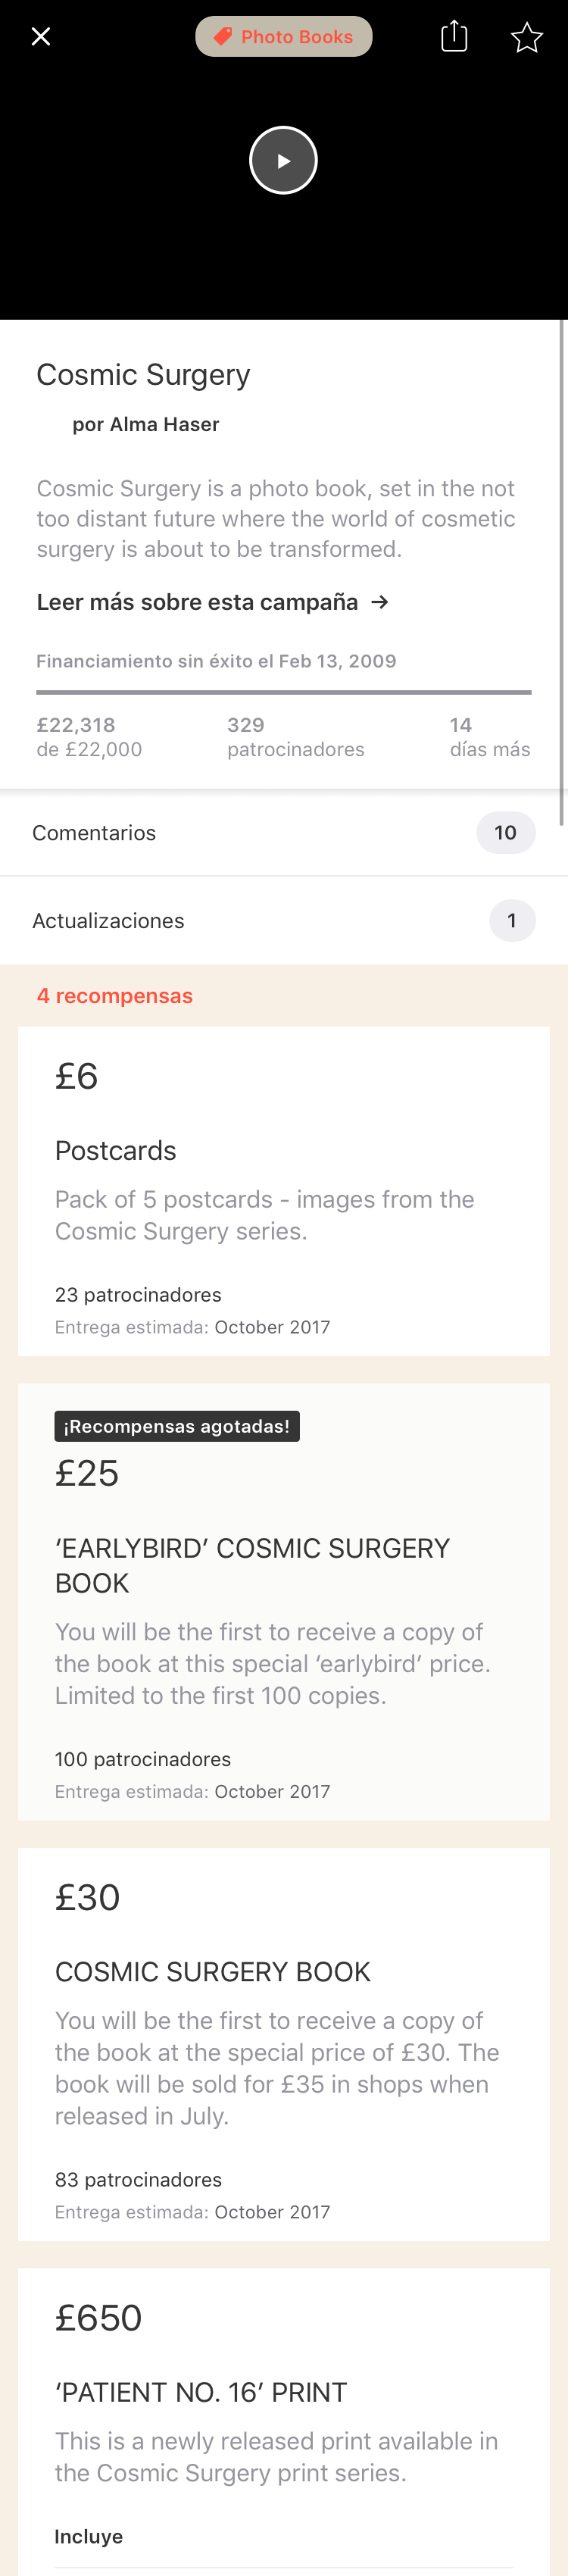 Photo Books
Cosmic Surgery
por Alma Haser
Cosmic Surgery is a photo book, set in the not
too distant future where the world of cosmetic
surgery is about to be transformed.
Leer más sobre esta campaña →
Financiamiento sin éxito el Feb 13, 2009
£22,318 329 14
de £22,000 patrocinadores días más
Comentarios 10
Actualizaciones 1
4 recompensas
£6
Postcards
Pack of 5 postcards - images from the
Cosmic Surgery series.
23 patrocinadores
Entrega estimada: October 2017
¡Recompensas agotadas!
£25
‘EARLYBIRD’ COSMIC SURGERY
BOOK
You will be the first to receive a copy of
the book at this special ‘earlybird’ price.
Limited to the first 100 copies.
100 patrocinadores
Entrega estimada: October 2017
£30
COSMIC SURGERY BOOK
You will be the first to receive a copy of
the book at the special price of £30. The
book will be sold for £35 in shops when
released in July.
83 patrocinadores
Entrega estimada: October 2017
£650
‘PATIENT NO. 16’ PRINT
This is a newly released print available in
the Cosmic Surgery print series.
Incluye